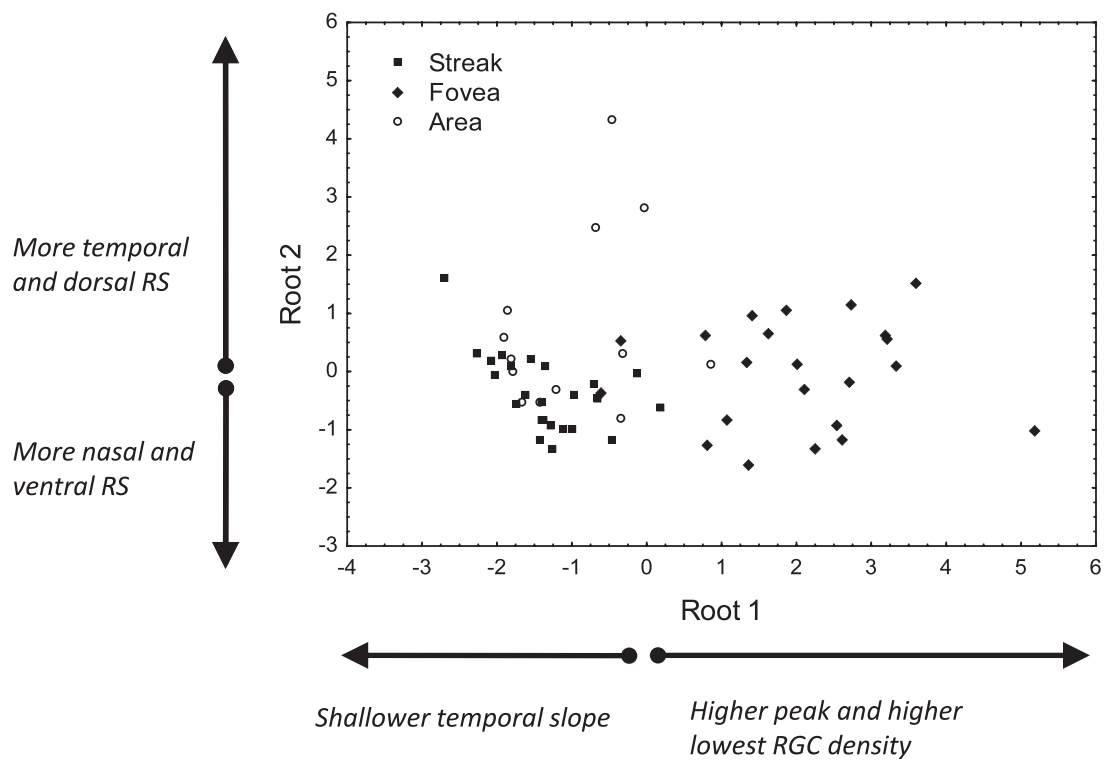 6
5
4
3
2
1
0
-1
-2
-3
Root 2
Streak
Fovea
Area
More temporal
and dorsal RS
More nasal and
ventral RS
-4 -3 -2 -1 0 1 2 3 4 5 6
Root 1
Shallower temporal slope
Higher peak and higher
lowest RGC density